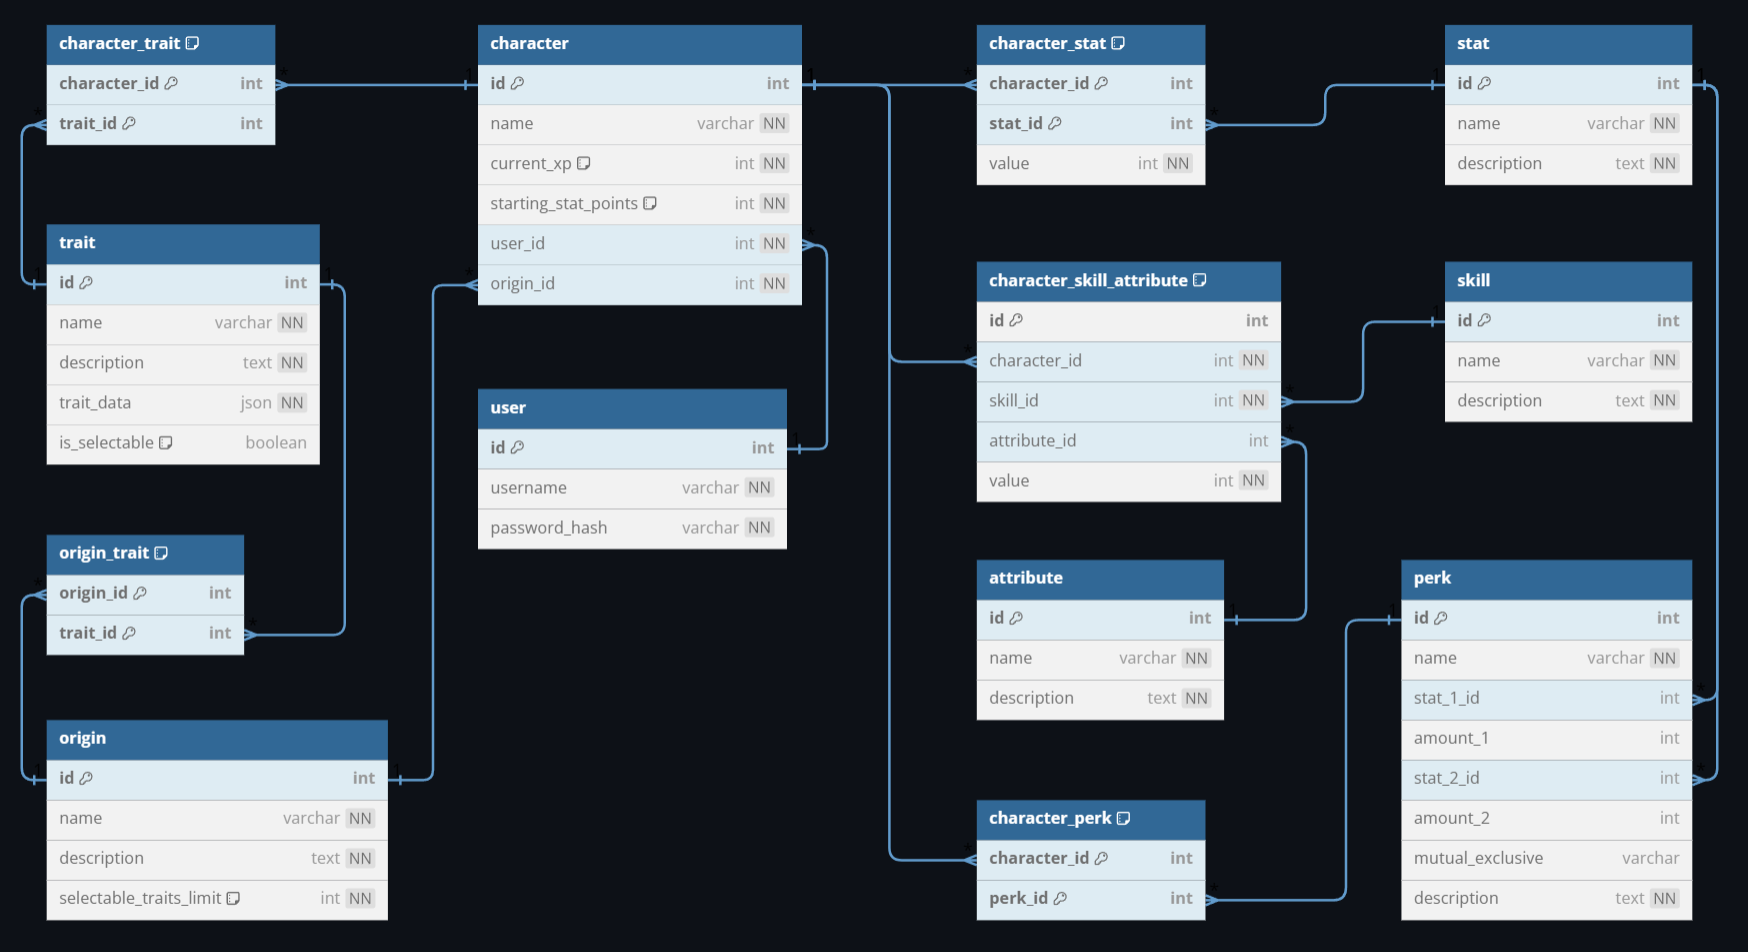 character_trait
character_id int
trait_id int
trait
id int
name varchar NN
description text NN
trait_data json NN
is_selectable boolean
origin_trait
origin_id int
trait_id int
origin
id int
name varchar NN
description text NN
selectable_traits_limit int NN
character
id int
name varchar NN
current_xp int NN
starting_stat_points int NN
user_id int NN
origin_id int NN
user
id int
username varchar NN
password_hash varchar NN
character_stat
character_id int
stat_id int
value int NN
character_skill_attribute
id int
character_id int NN
skill_id int NN
attribute_id int
value int NN
attribute
id int
name varchar NN
description text NN
character_perk
character_id int
perk_id int
stat
id int
name varchar NN
description text NN
skill
id int
name varchar NN
description text NN
perk
id int
name varchar NN
stat_1_id int
amount_1 int
stat_2_id int
amount_2 int
mutual_exclusive varchar
description text NN